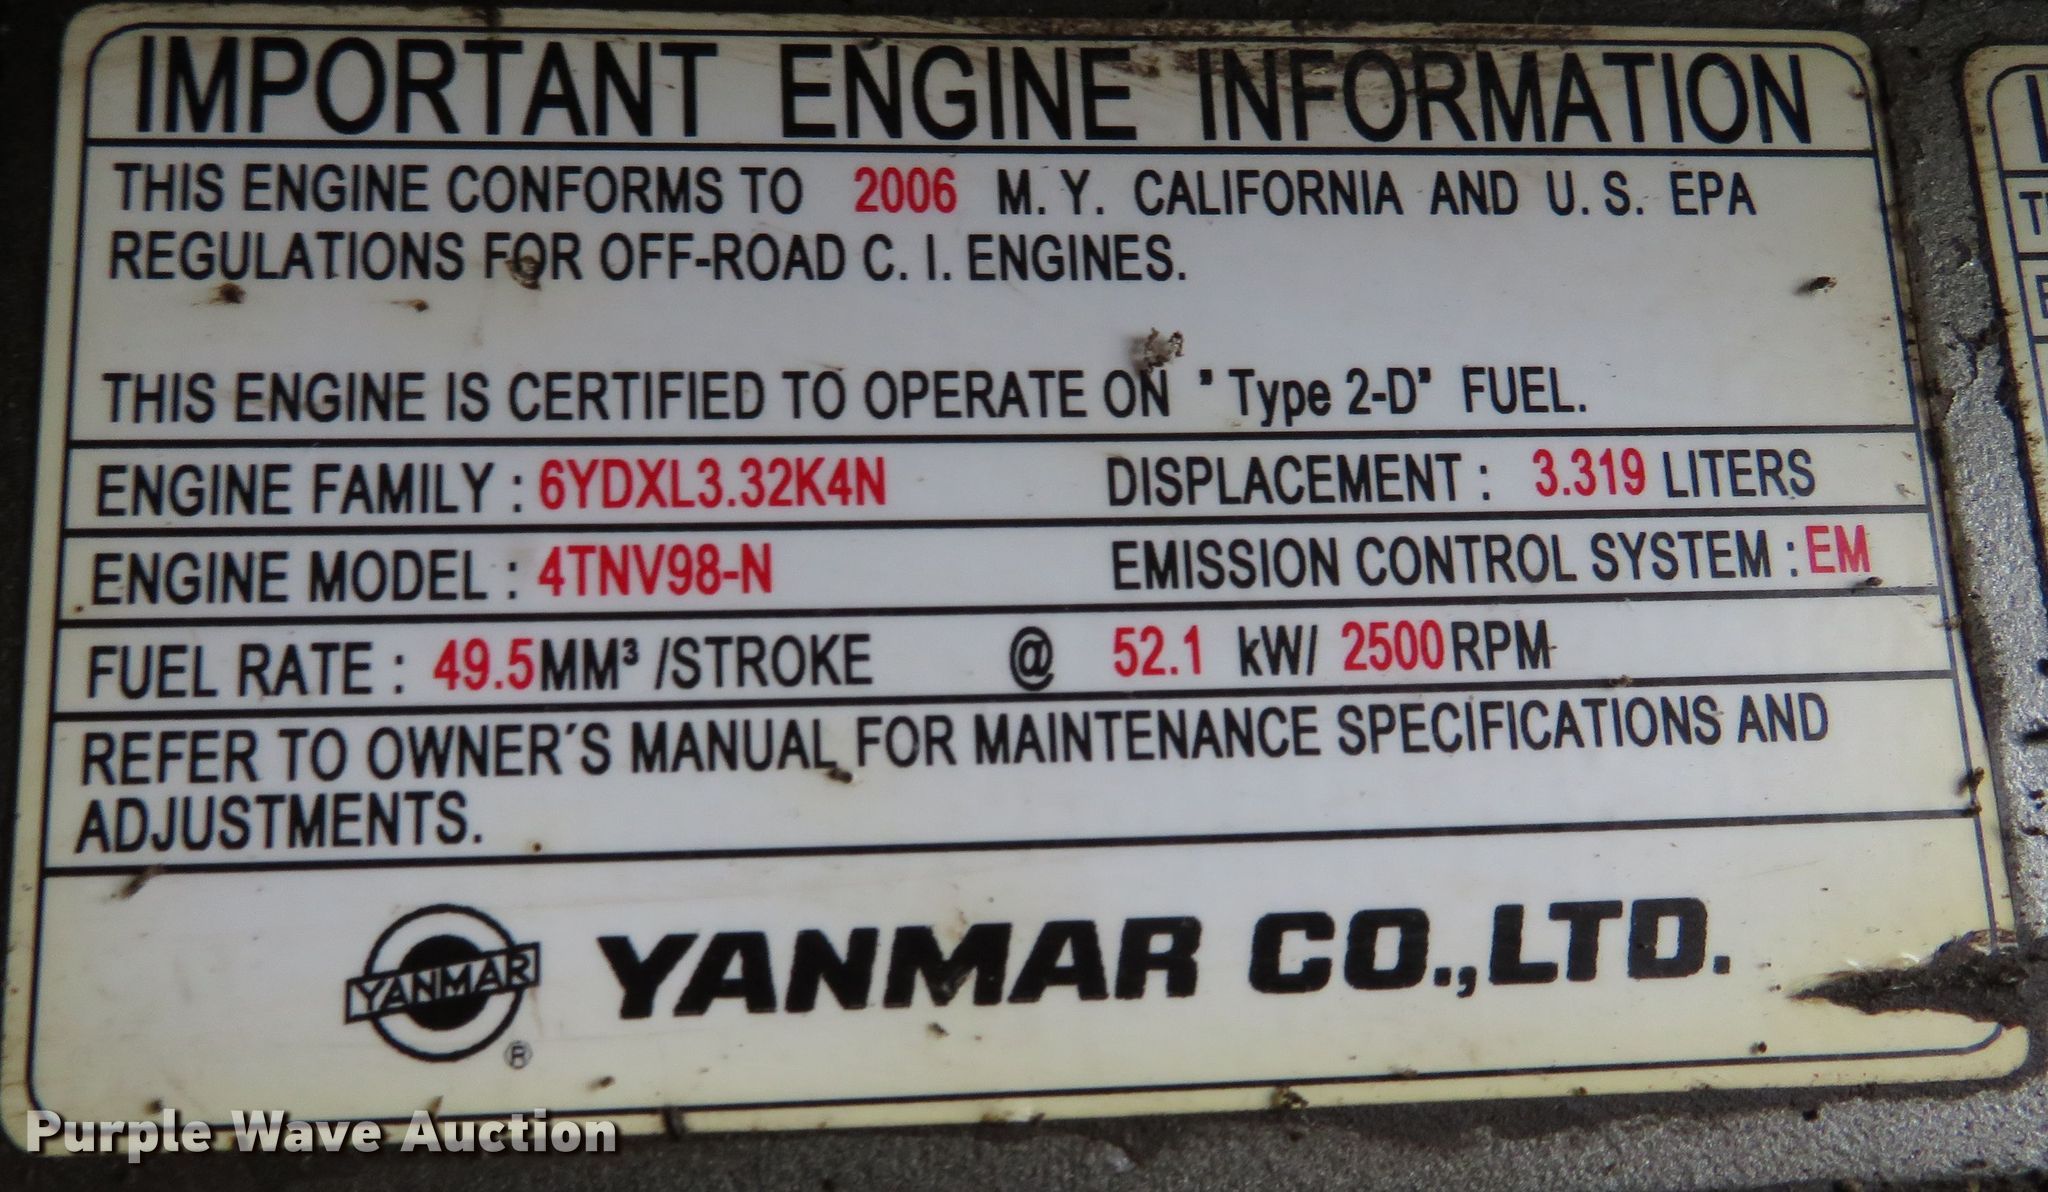 IMPORTANT ENGINE INFORMATION
THIS ENGINE CONFORMS TO 2006 M. Y. CALIFORNIA AND U. S. EPA
REGULATIONS FOR OFF-ROAD C. I. ENGINES.
THIS ENGINE IS CERTIFIED TO OPERATE ON "Type 2-D" FUEL.
ENGINE FAMILY : 6YDXL3.32K4N DISPLACEMENT : 3.319 LITERS
ENGINE MODEL : 4TNV98-N EMISSION CONTROL SYSTEM : EM
FUEL RATE : 49.5MM³ /STROKE @ 52.1 kW/ 2500RPM
REFER TO OWNER'S MANUAL FOR MAINTENANCE SPECIFICATIONS AND
ADJUSTMENTS.
YANMAR ® YANMAR CO.,LTD.
Purple Wave Auction